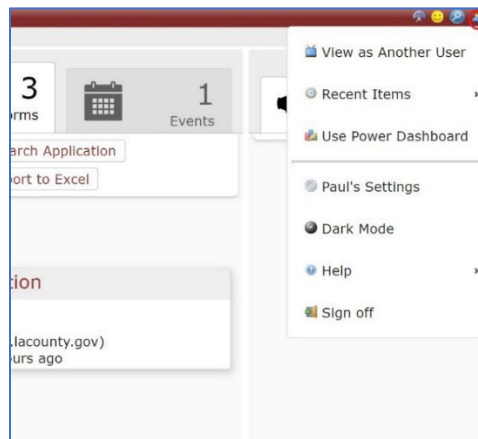 View as Another User
3
1
Recent Items
rms
Events
Use Power Dashboard
arch Application
ort to Excel
Paul's Settings
Dark Mode
tion
Help
Sign off
.lacounty.gov)
urs ago